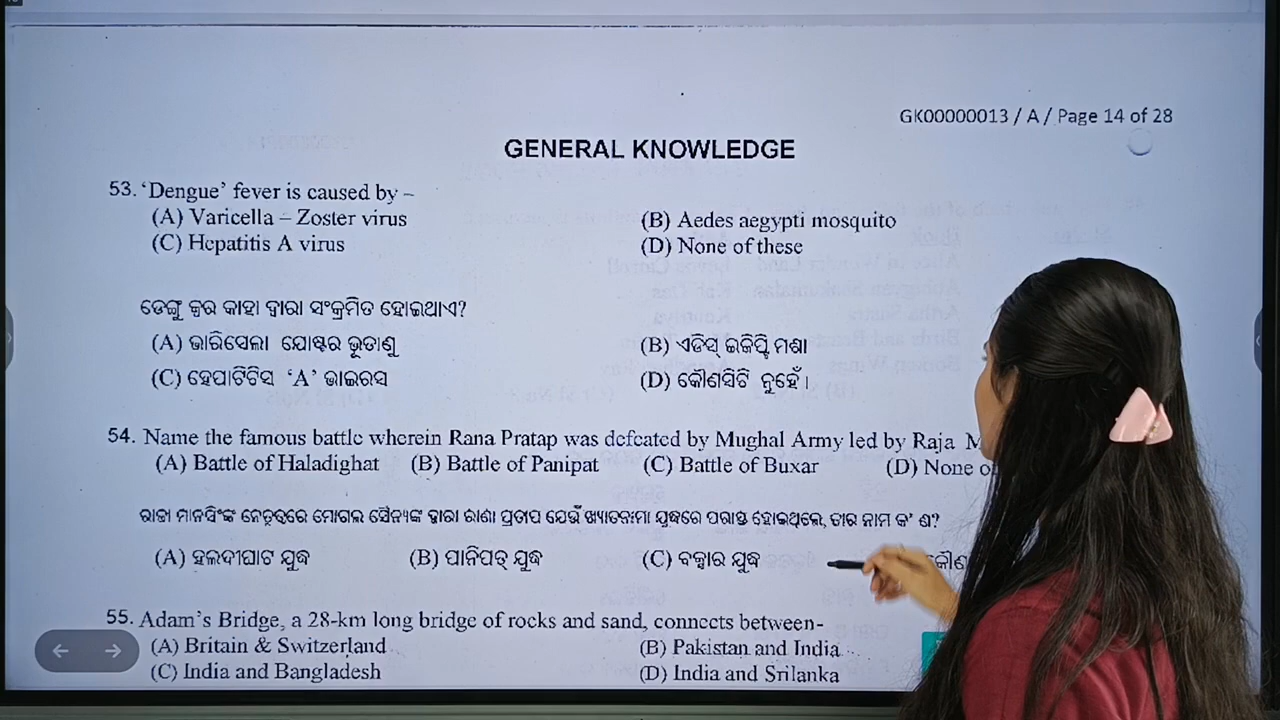 GK00000013 / A / Page 14 of 28
GENERAL KNOWLEDGE
53. ‘Dengue’ fever is caused by –
(A) Varicella – Zoster virus (B) Aedes aegypti mosquito
(C) Hepatitis A virus (D) None of these
ଡେଙ୍ଗୁ ଜ୍ଵର କାହା ଦ୍ୱାରା ସଂକ୍ରମିତ ହୋଇଥାଏ?
(A) ଭାରିସେଲା ଯୋଷ୍ଟର ଭୂତାଣୁ (B) ଏଡିସ୍ ଇଜିପ୍ଟି ମଶା
(C) ହେପାଟିଟିସ ‘A’ ଭାଇରସ (D) କୌଣସିଟି ନୁହେଁ।
54. Name the famous battle wherein Rana Pratap was defeated by Mughal Army led by Raja M
(A) Battle of Haladighat (B) Battle of Panipat (C) Battle of Buxar (D) None o
ରାଜା ମାନସିଂଙ୍କ ନେତୃତ୍ୱରେ ମୋଗଲ ସୈନ୍ୟଙ୍କ ଦ୍ୱାରା ରାଣା ପ୍ରତାପ ଯେଉଁ ଖ୍ୟାତନାମା ଯୁଦ୍ଧରେ ପରାସ୍ତ ହୋଇଥିଲେ, ତାର ନାମ କ’ ଣ?
(A) ହଲଦୀଘାଟ ଯୁଦ୍ଧ (B) ପାନିପତ୍ ଯୁଦ୍ଧ (C) ବକ୍ସାର ଯୁଦ୍ଧ କୌଣ
55. Adam’s Bridge, a 28-km long bridge of rocks and sand, connects between-
(A) Britain & Switzerland (B) Pakistan and India
(C) India and Bangladesh (D) India and Srilanka